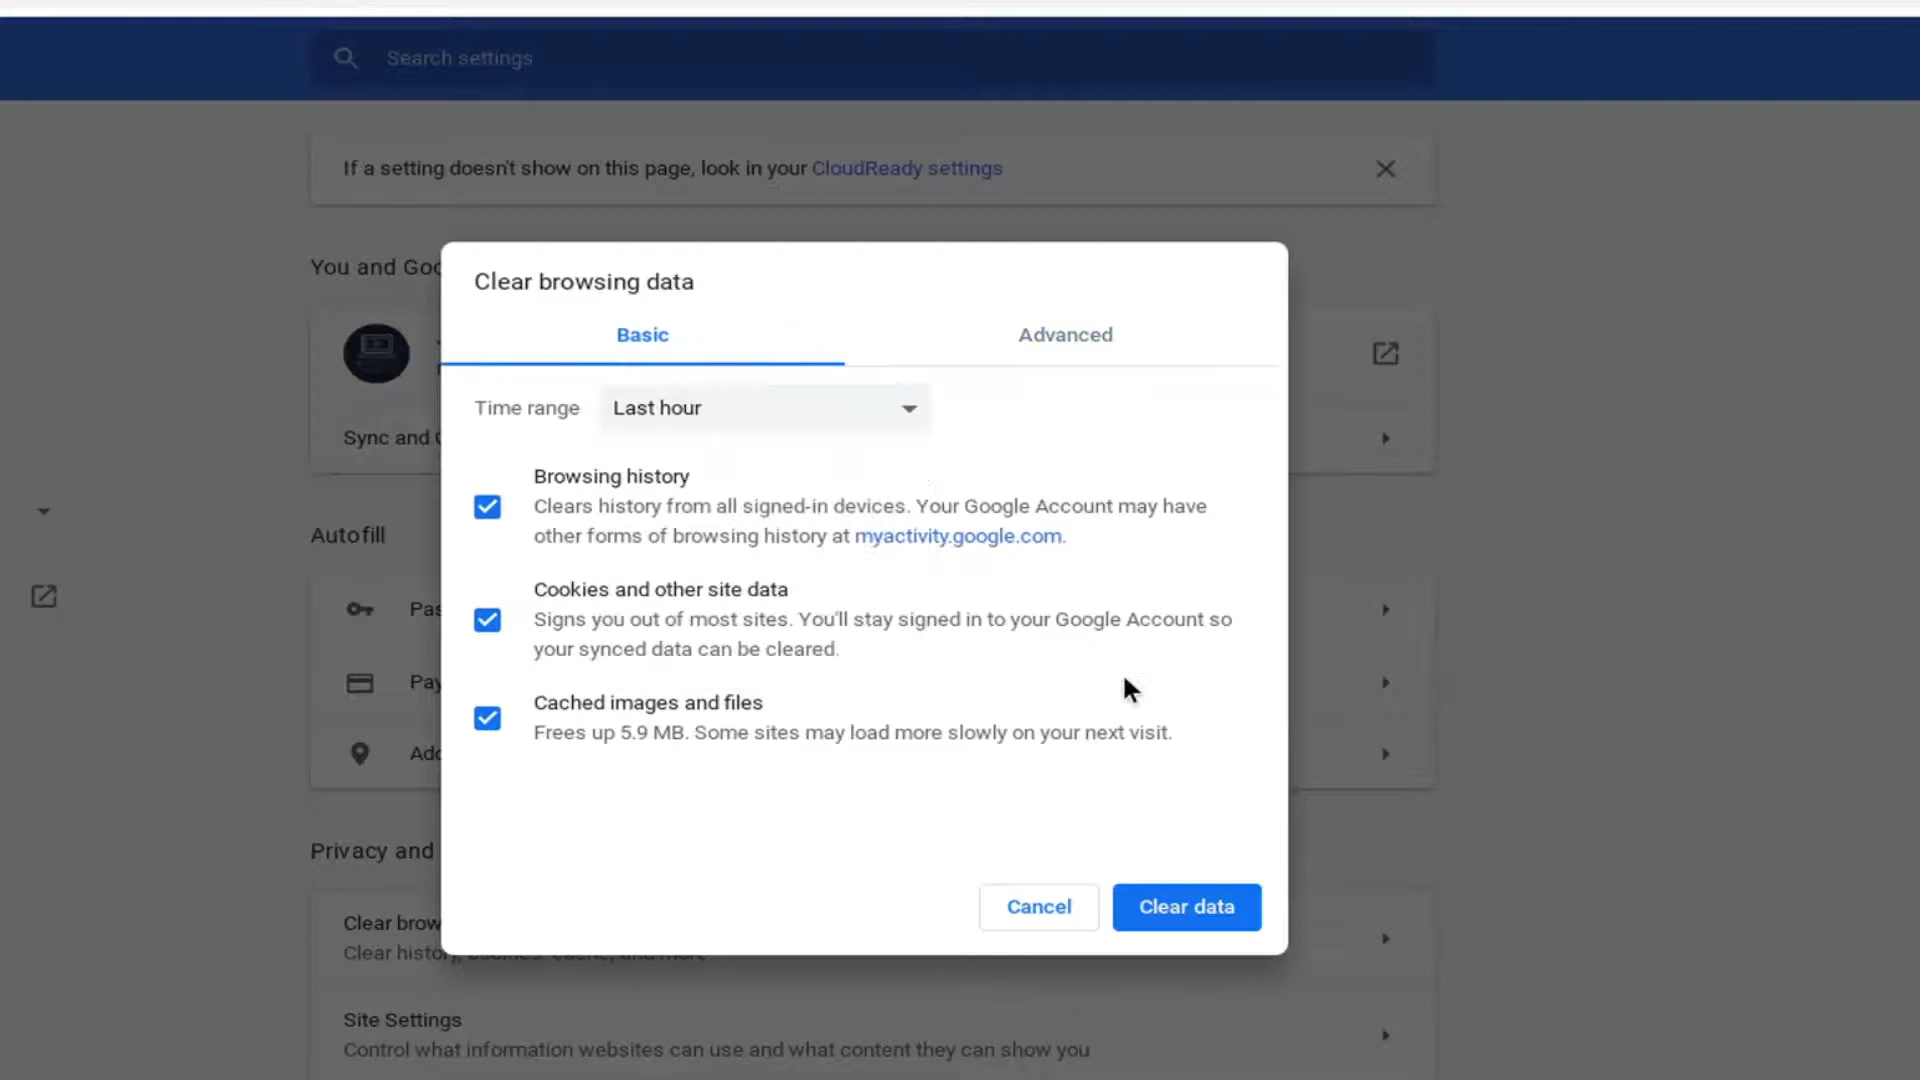 Search settings
If a setting doesn't show on this page, look in your CloudReady settings
You and Goo
Clear browsing data
Basic
Advanced
Sync and
Time range
Last hour
Browsing history
Clears history from all signed-in devices. Your Google Account may have
other forms of browsing history at myactivity.google.com.
Autofill
Cookies and other site data
Pas
Signs you out of most sites. You'll stay signed in to your Google Account so
your synced data can be cleared.
Pay
Cached images and files
Frees up 5.9 MB. Some sites may load more slowly on your next visit.
Add
Privacy and
Cancel
Clear data
Clear brow
Clear history, cookies, cache, and more
Site Settings
Control what information websites can use and what content they can show you